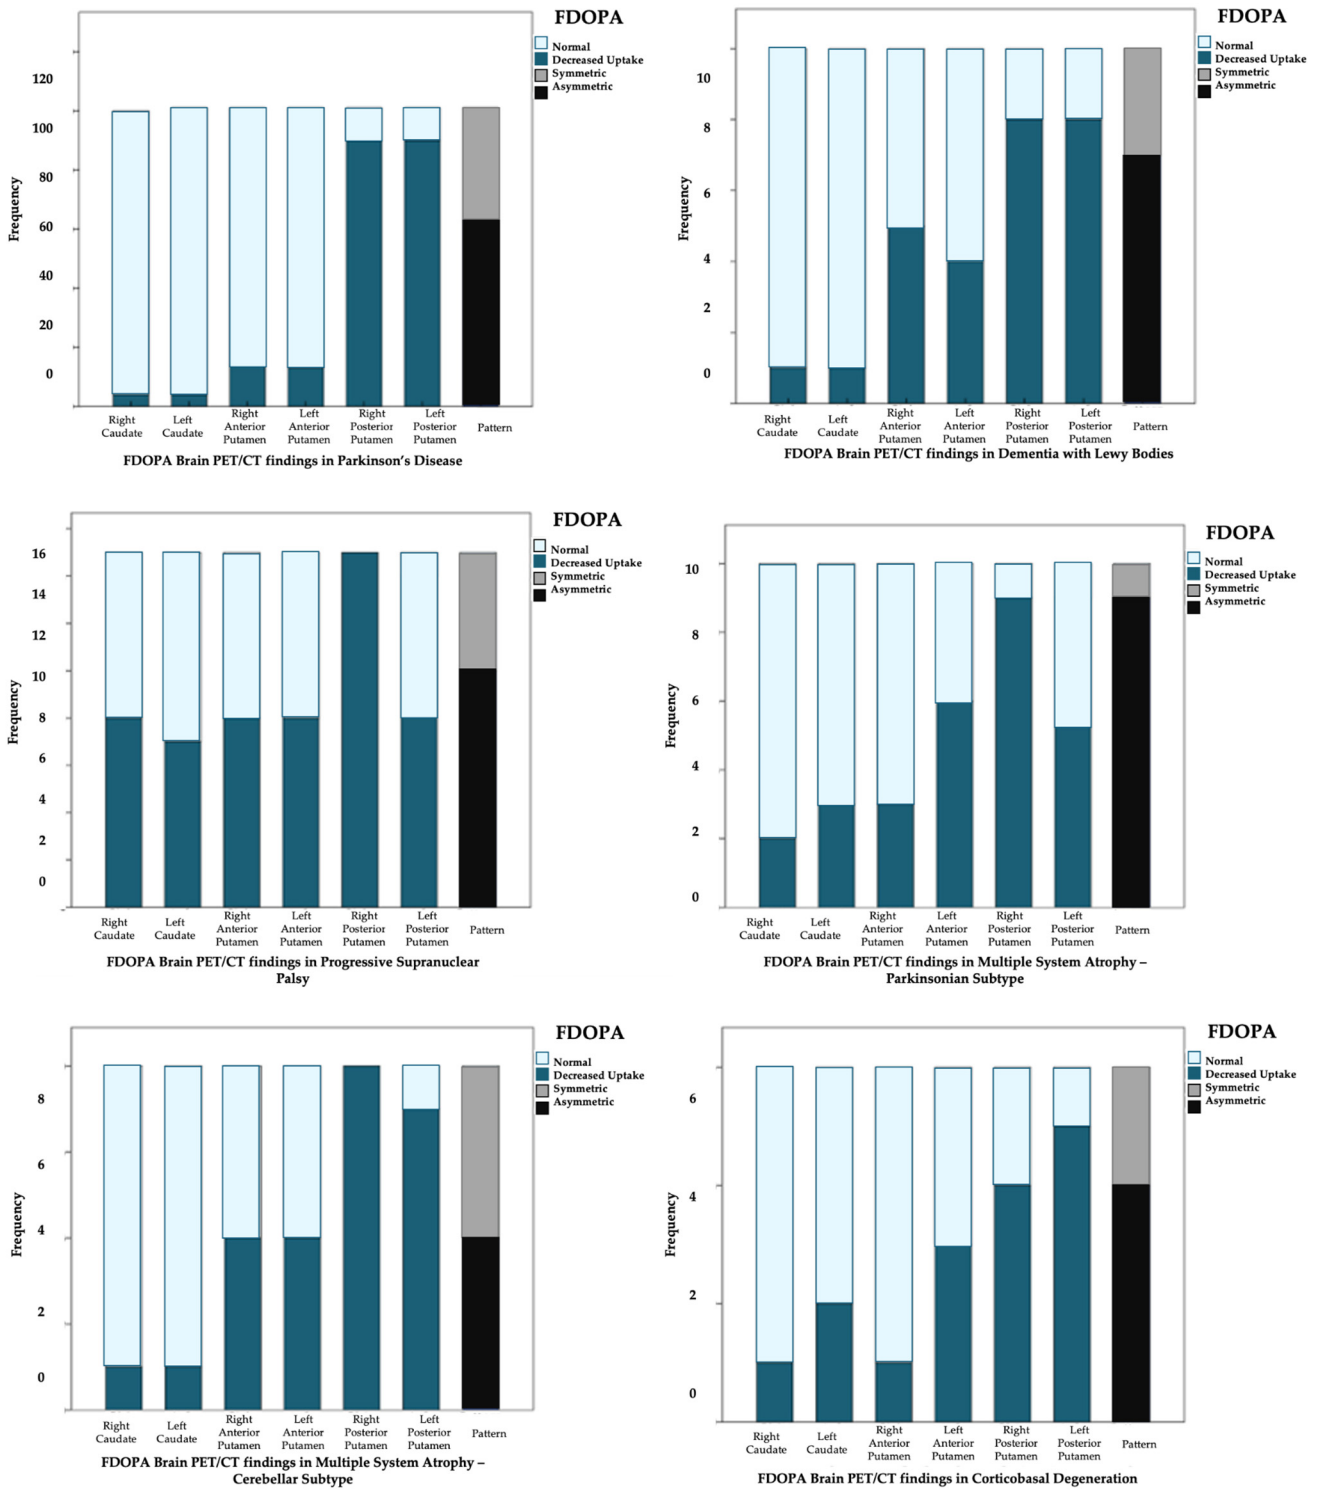 FDOPA
Normal
Decreased Uptake
Symmetric
Asymmetric
120
100
80
60
40
20
0
Frequency
Right
Caudate
Left
Caudate
Right
Anterior
Putamen
Left
Anterior
Putamen
Right
Posterior
Putamen
Left
Posterior
Putamen
Pattern
FDOPA Brain PET/CT findings in Parkinson's Disease
FDOPA
Normal
Decreased Uptake
Symmetric
Asymmetric
10
8
6
4
2
0
Frequency
Right
Caudate
Left
Caudate
Right
Anterior
Putamen
Left
Anterior
Putamen
Right
Posterior
Putamen
Left
Posterior
Putamen
Pattern
FDOPA Brain PET/CT findings in Dementia with Lewy Bodies
FDOPA
Normal
Decreased Uptake
Symmetric
Asymmetric
16
14
12
10
8
6
4
2
0
Frequency
Right
Caudate
Left
Caudate
Right
Anterior
Putamen
Left
Anterior
Putamen
Right
Posterior
Putamen
Left
Posterior
Putamen
Pattern
FDOPA Brain PET/CT findings in Progressive Supranuclear
Palsy
FDOPA
Normal
Decreased Uptake
Symmetric
Asymmetric
10
8
6
4
2
0
Frequency
Right
Caudate
Left
Caudate
Right
Anterior
Putamen
Left
Anterior
Putamen
Right
Posterior
Putamen
Left
Posterior
Putamen
Pattern
FDOPA Brain PET/CT findings in Multiple System Atrophy –
Parkinsonian Subtype
FDOPA
Normal
Decreased Uptake
Symmetric
Asymmetric
8
6
4
2
0
Frequency
Right
Caudate
Left
Caudate
Right
Anterior
Putamen
Left
Anterior
Putamen
Right
Posterior
Putamen
Left
Posterior
Putamen
Pattern
FDOPA Brain PET/CT findings in Multiple System Atrophy –
Cerebellar Subtype
FDOPA
Normal
Decreased Uptake
Symmetric
Asymmetric
6
4
2
0
Frequency
Right
Caudate
Left
Caudate
Right
Anterior
Putamen
Left
Anterior
Putamen
Right
Posterior
Putamen
Left
Posterior
Putamen
Pattern
FDOPA Brain PET/CT findings in Corticobasal Degeneration